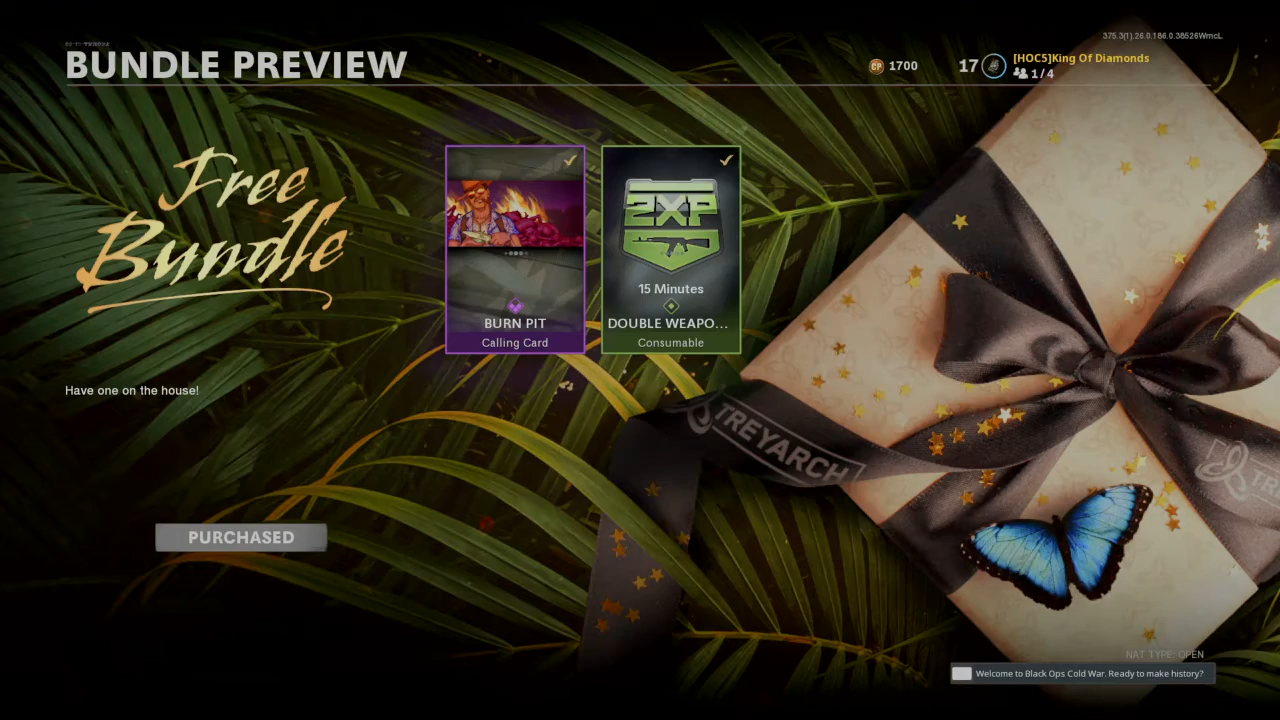 BUNDLE PREVIEW
375.3(1).26.0.186.0.38526WmcL
CP 1700
17
[HOC5]King Of Diamonds
1/4
Free
Bundle
2XP
15 Minutes
BURN PIT
DOUBLE WEAPO...
Calling Card
Consumable
Have one on the house!
TREYARCH
TR
PURCHASED
NAT TYPE: OPEN
Welcome to Black Ops Cold War. Ready to make history?